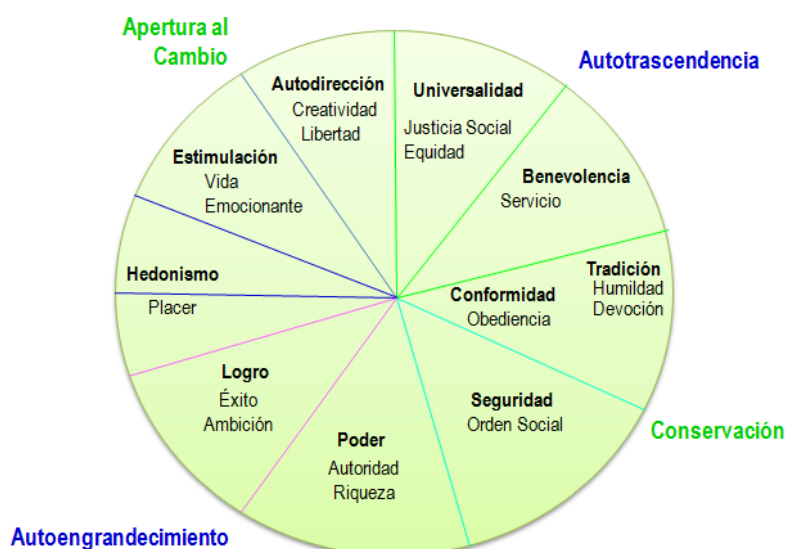 Apertura al
Cambio
Autotrascendencia
Autodirección
Creatividad
Libertad
Universalidad
Justicia Social
Equidad
Estimulación
Vida
Emocionante
Benevolencia
Servicio
Hedonismo
Placer
Conformidad
Obediencia
Tradición
Humildad
Devoción
Logro
Éxito
Ambición
Seguridad
Orden Social
Conservación
Poder
Autoridad
Riqueza
Autoengrandecimiento